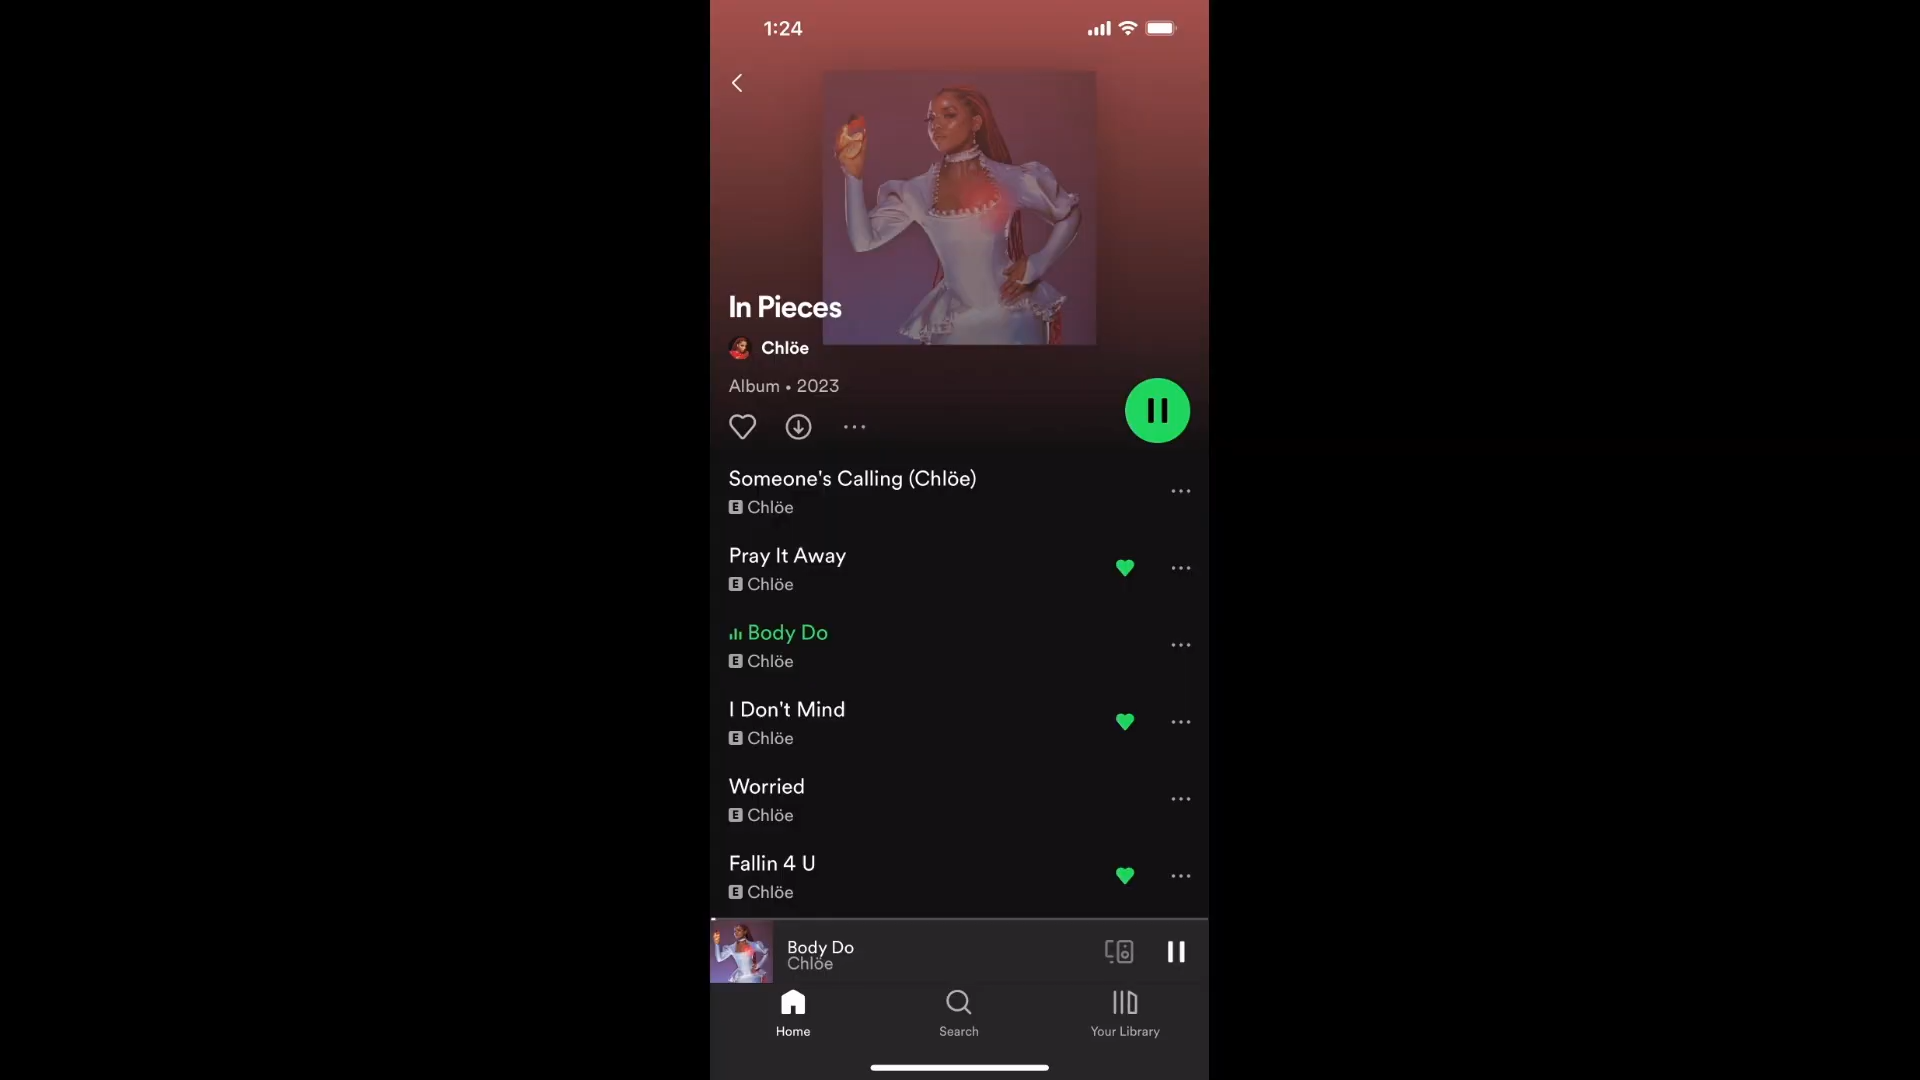 1:24
In Pieces
Chlöe
Album • 2023
Someone's Calling (Chlöe)
E Chlöe
Pray It Away
E Chlöe
Body Do
E Chlöe
I Don't Mind
E Chlöe
Worried
E Chlöe
Fallin 4 U
E Chlöe
Body Do
Chlöe
Home
Search
Your Library